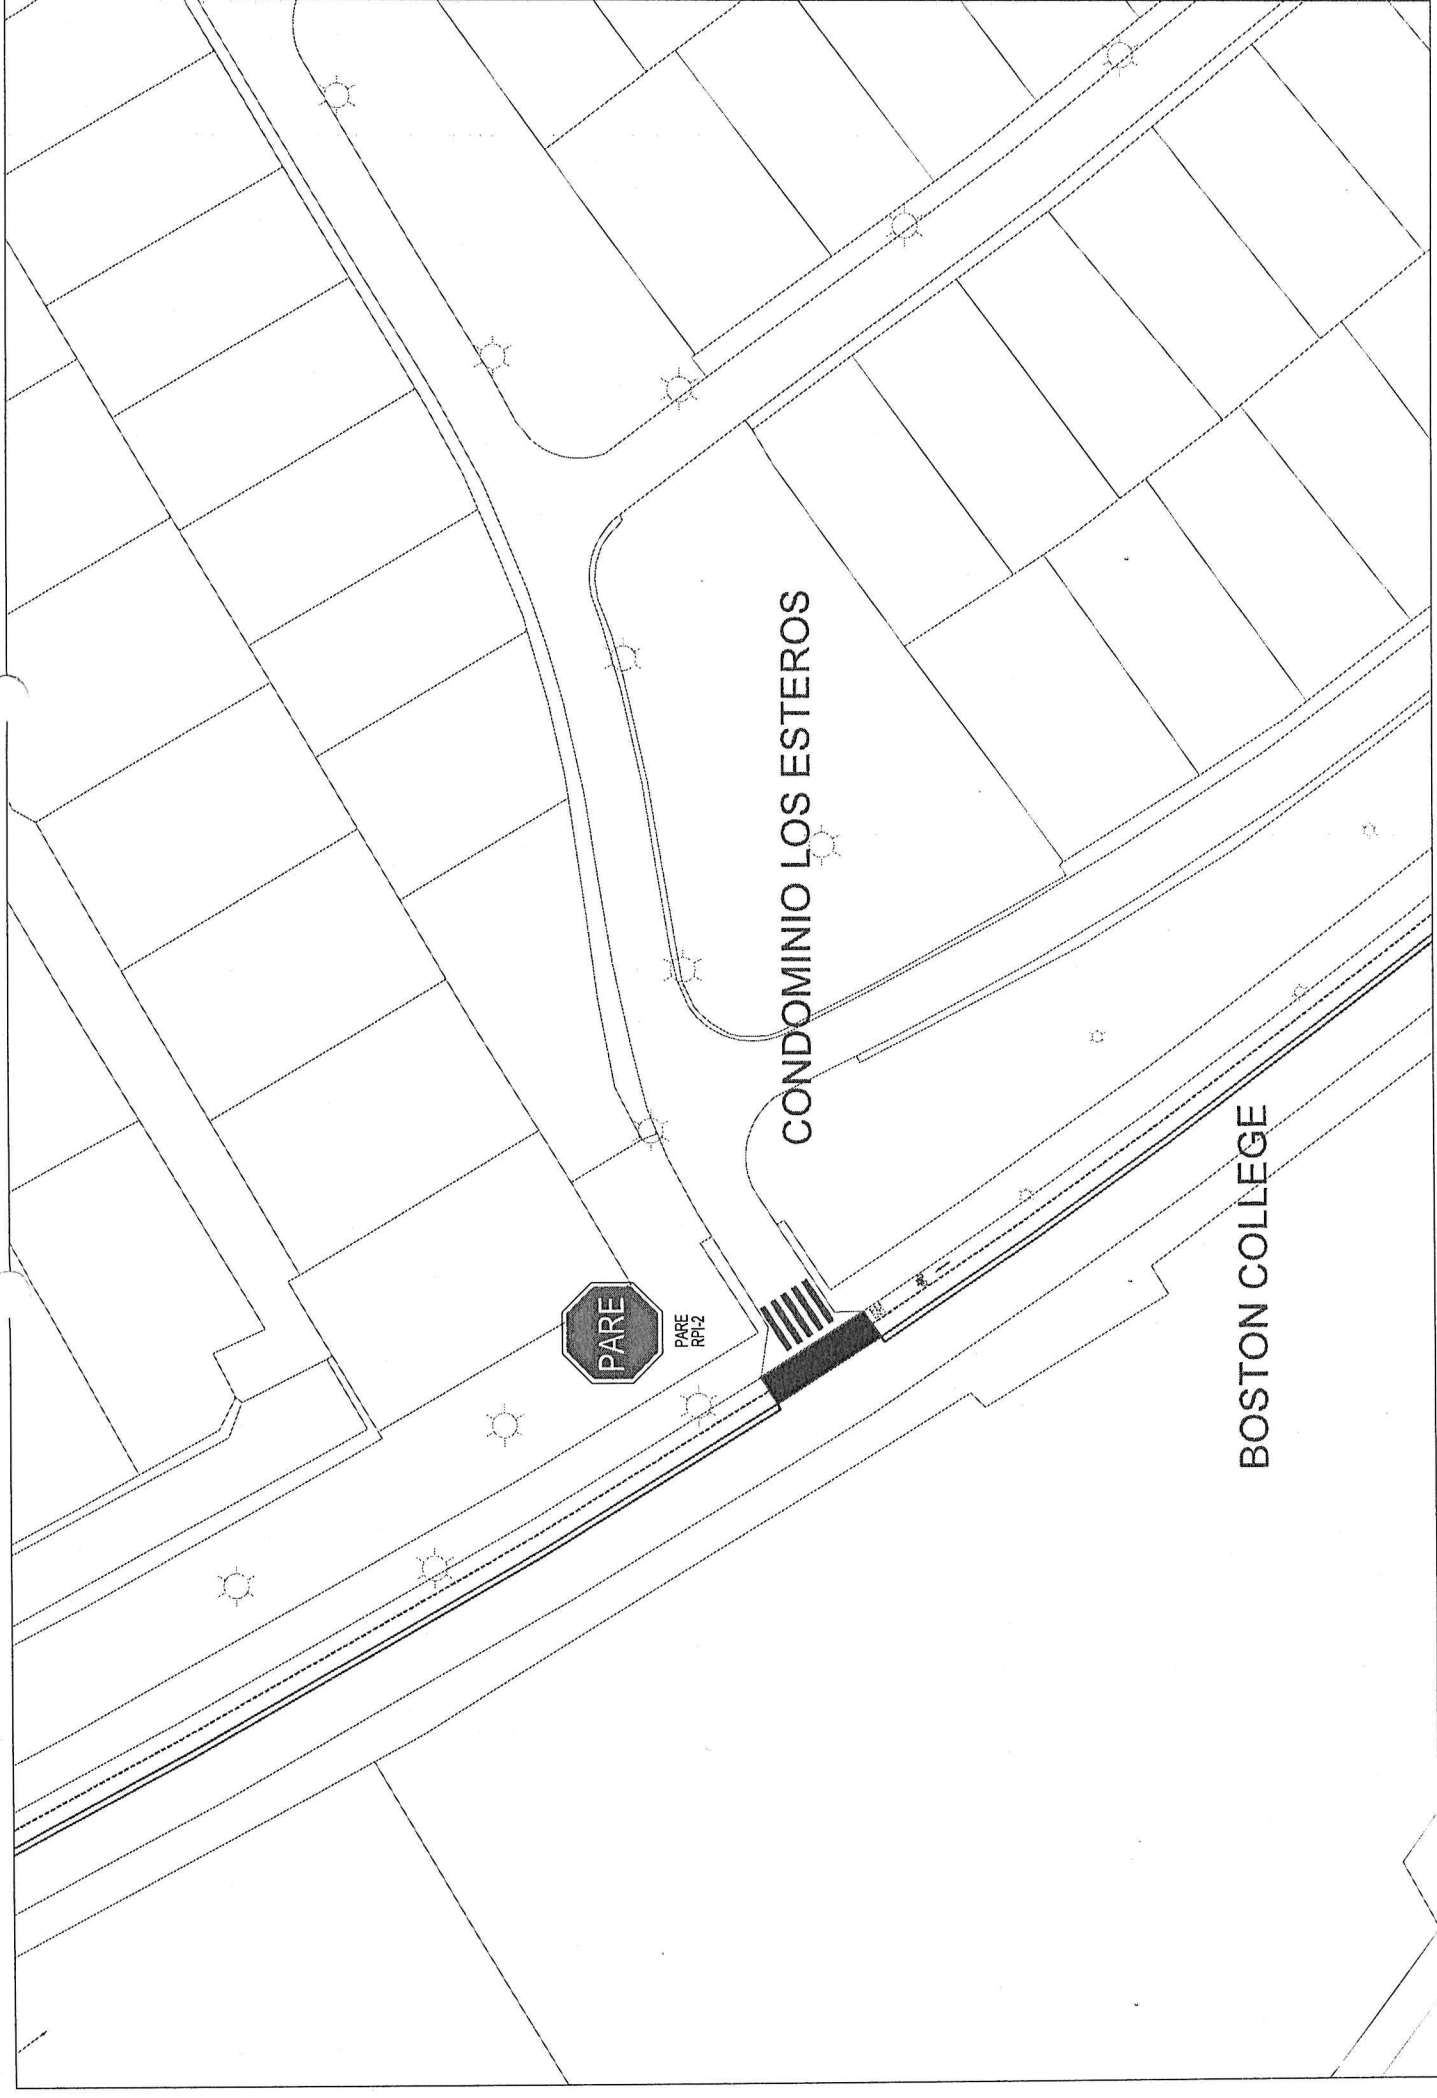 PARE
PARE
RPI-2
CONDOMINIO LOS ESTEROS
BOSTON COLLEGE